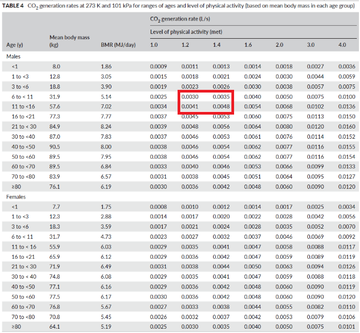 TABLE 4 CO2 generation rates at 273 K and 101 kPa for ranges of ages and level of physical activity (based on mean body mass in each age group)
CO2 generation rate (L/s)
Level of physical activity (met)
Age (y) Mean body mass (kg) BMR (MJ/day) 1.0 1.2 1.4 1.6 2.0 3.0 4.0
Males
<1 8.0 1.86 0.0009 0.0011 0.0013 0.0014 0.0018 0.0027 0.0036
1 to <3 12.8 3.05 0.0015 0.0018 0.0021 0.0024 0.0030 0.0044 0.0059
3 to <6 18.8 3.90 0.0019 0.0023 0.0026 0.0030 0.0038 0.0057 0.0075
6 to <11 31.9 5.14 0.0025 0.0030 0.0035 0.0040 0.0050 0.0075 0.0100
11 to <16 57.6 7.02 0.0034 0.0041 0.0048 0.0054 0.0068 0.0102 0.0136
16 to <21 77.3 7.77 0.0037 0.0045 0.0053 0.0060 0.0075 0.0113 0.0150
21 to <30 84.9 8.24 0.0039 0.0048 0.0056 0.0064 0.0080 0.0120 0.0160
30 to <40 87.0 7.83 0.0037 0.0046 0.0053 0.0061 0.0076 0.0114 0.0152
40 to <50 90.5 8.00 0.0038 0.0046 0.0054 0.0062 0.0077 0.0116 0.0155
50 to <60 89.5 7.95 0.0038 0.0046 0.0054 0.0062 0.0077 0.0116 0.0154
60 to <70 89.5 6.84 0.0033 0.0040 0.0046 0.0053 0.0066 0.0099 0.0133
70 to <80 83.9 6.57 0.0031 0.0038 0.0045 0.0051 0.0064 0.0095 0.0127
≥80 76.1 6.19 0.0030 0.0036 0.0042 0.0048 0.0060 0.0090 0.0120
Females
<1 7.7 1.75 0.0008 0.0010 0.0012 0.0014 0.0017 0.0025 0.0034
1 to <3 12.3 2.88 0.0014 0.0017 0.0020 0.0022 0.0028 0.0042 0.0056
3 to <6 18.3 3.59 0.0017 0.0021 0.0024 0.0028 0.0035 0.0052 0.0070
6 to <11 31.7 4.73 0.0023 0.0027 0.0032 0.0037 0.0046 0.0069 0.0092
11 to <16 55.9 6.03 0.0029 0.0035 0.0041 0.0047 0.0058 0.0088 0.0117
16 to <21 65.9 6.12 0.0029 0.0036 0.0042 0.0047 0.0059 0.0089 0.0119
21 to <30 71.9 6.49 0.0031 0.0038 0.0044 0.0050 0.0063 0.0094 0.0126
30 to <40 74.8 6.08 0.0029 0.0035 0.0041 0.0047 0.0059 0.0088 0.0118
40 to <50 77.1 6.16 0.0029 0.0036 0.0042 0.0048 0.0060 0.0090 0.0119
50 to <60 77.5 6.17 0.0030 0.0036 0.0042 0.0048 0.0060 0.0090 0.0120
60 to <70 76.8 5.67 0.0027 0.0033 0.0038 0.0044 0.0055 0.0082 0.0110
70 to <80 70.8 5.45 0.0026 0.0032 0.0037 0.0042 0.0053 0.0079 0.0106
≥80 64.1 5.19 0.0025 0.0030 0.0035 0.0040 0.0050 0.0075 0.0101